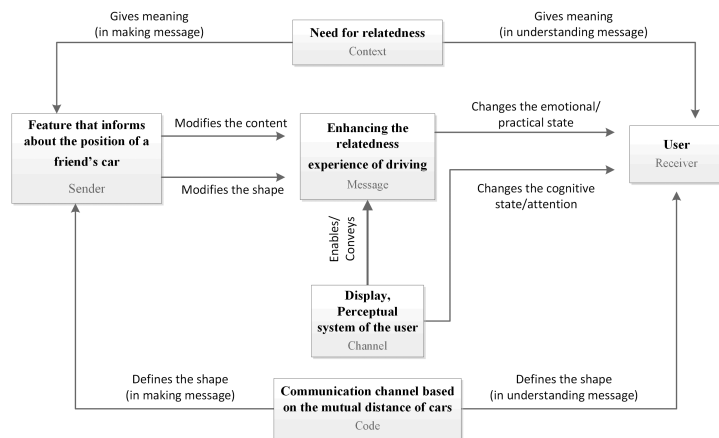 Gives meaning
(in making message)
Need for relatedness
Context
Gives meaning
(in understanding message)
Feature that informs
about the position of a
friend's car
Sender
Modifies the content
Modifies the shape
Enhancing the
relatedness
experience of driving
Message
Changes the emotional/
practical state
Changes the cognitive
state/attention
User
Receiver
Enables/
Conveys
Display,
Perceptual
system of the user
Channel
Defines the shape
(in making message)
Communication channel based
on the mutual distance of cars
Code
Defines the shape
(in understanding message)